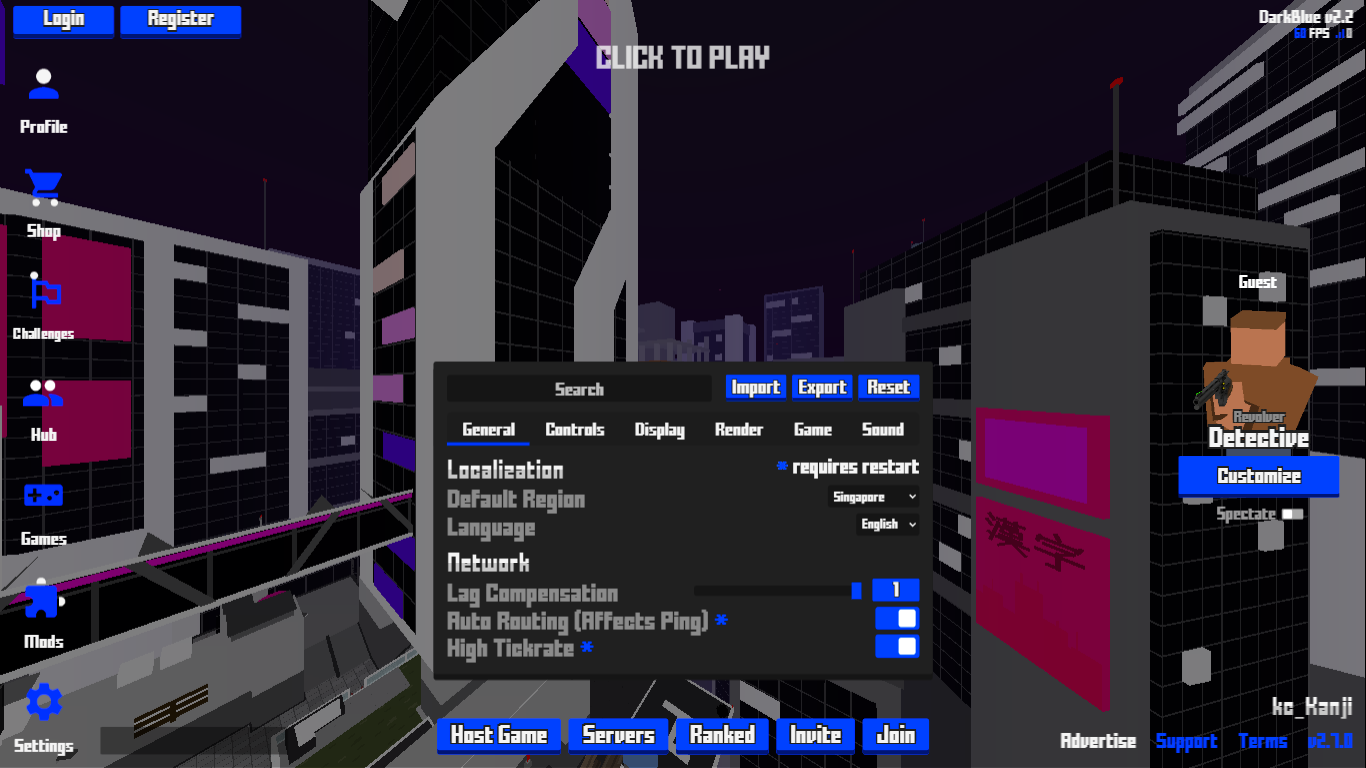 Login
Register
DarkBlue v2.2
60 FPS 0
CLICK TO PLAY
Profile
Shop
Challenges
Hub
Games
Mods
Settings
Search
Import
Export
Reset
General
Controls
Display
Render
Game
Sound
Localization
* requires restart
Default Region
Singapore
Language
English
Network
Lag Compensation
1
Auto Routing (Affects Ping) *
High Tickrate *
Guest
Revolver
Detective
Customize
Spectate
漢字
Host Game
Servers
Ranked
Invite
Join
kc_Kanji
Advertise
Support
Terms
v2.7.0